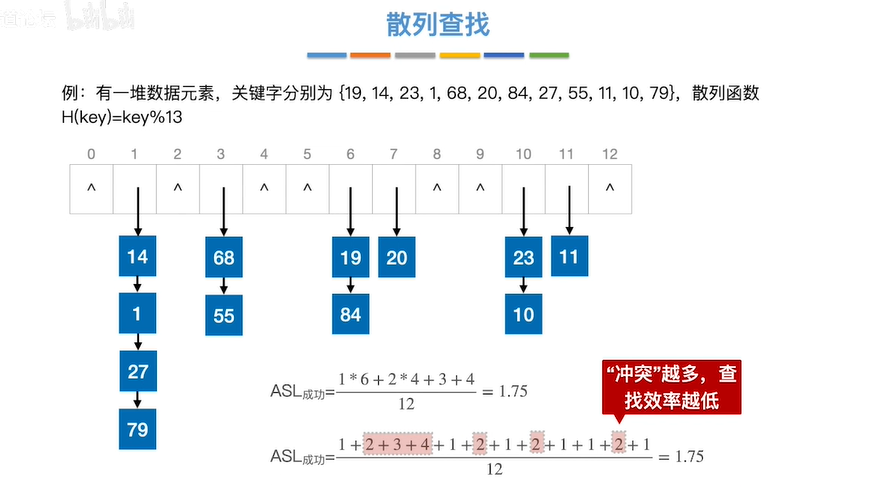 散列查找
例：有一堆数据元素，关键字分别为 {19, 14, 23, 1, 68, 20, 84, 27, 55, 11, 10, 79}，散列函数
H(key)=key%13
0 1 2 3 4 5 6 7 8 9 10 11 12
^ ^ ^ ^ ^ ^ ^
14 68 19 20 23 11
1 55 84 10
27
79
ASL成功=(1*6+2*4+3+4)/12=1.75
“冲突”越多，查
找效率越低
ASL成功=(1+2+3+4+1+2+1+2+1+1+2+1)/12=1.75